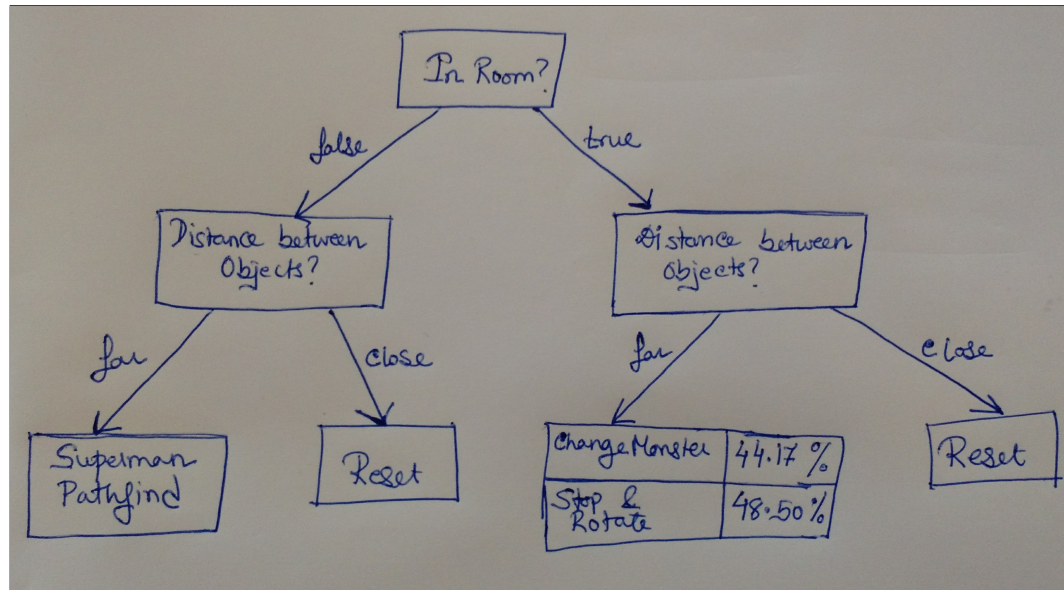 In Room?
false
true
Distance between
Objects?
Distance between
Objects?
far
close
far
close
Superman
Pathfind
Reset
ChangeMonster 44.17 %
Stop &
Rotate 48.50 %
Reset